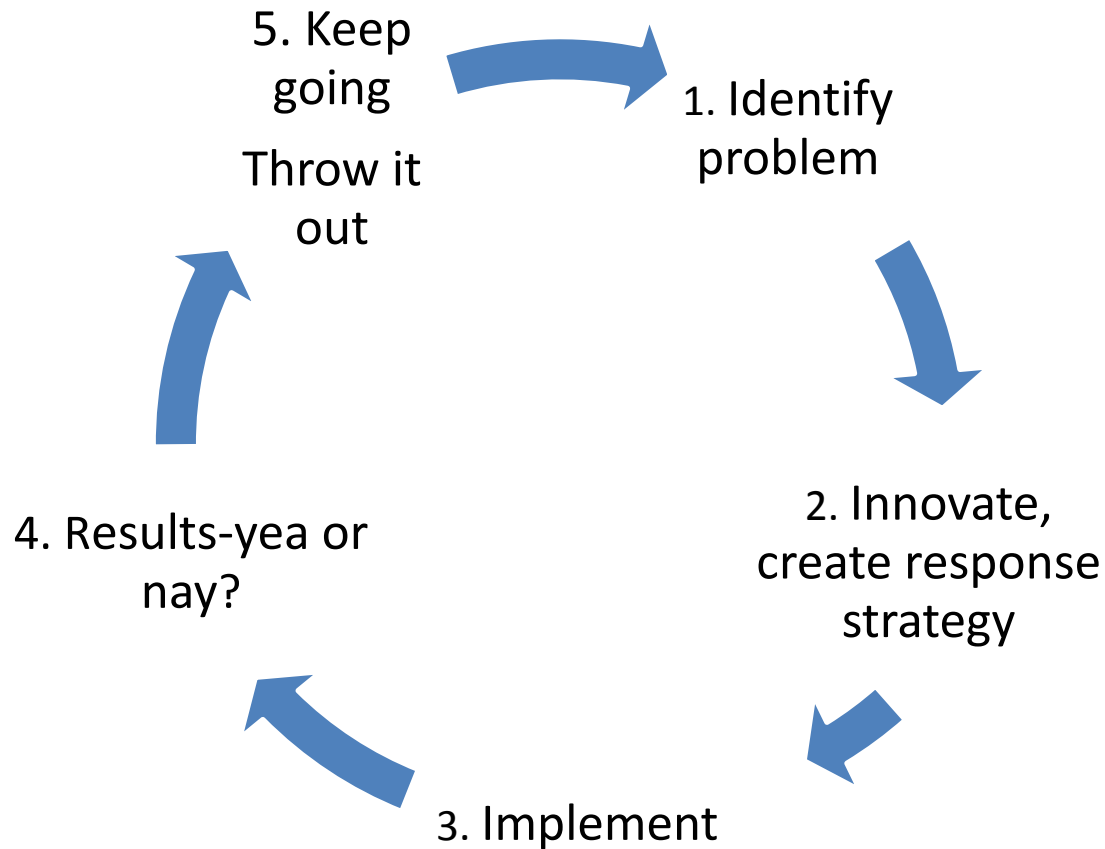 5. Keep
going
Throw it
out
1. Identify
problem
2. Innovate,
create response
strategy
3. Implement
4. Results-yea or
nay?